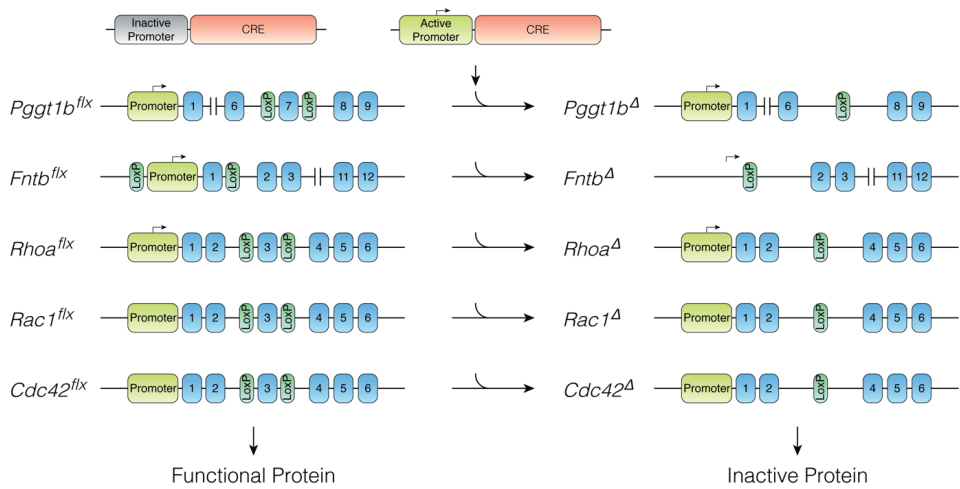 Inactive Promoter CRE Active Promoter CRE
Pggt1b^flx Promoter 1 6 LoxP 7 LoxP 8 9 Pggt1b^Δ Promoter 1 6 LoxP 8 9
Fntb^flx LoxP Promoter 1 LoxP 2 3 11 12 Fntb^Δ LoxP 2 3 11 12
Rhoa^flx Promoter 1 2 LoxP 3 LoxP 4 5 6 Rhoa^Δ Promoter 1 2 LoxP 4 5 6
Rac1^flx Promoter 1 2 LoxP 3 LoxP 4 5 6 Rac1^Δ Promoter 1 2 LoxP 4 5 6
Cdc42^flx Promoter 1 2 LoxP 3 LoxP 4 5 6 Cdc42^Δ Promoter 1 2 LoxP 4 5 6
Functional Protein Inactive Protein